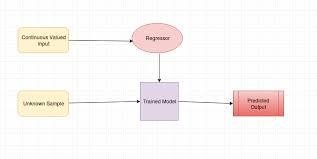 Continuous Valued
Input
Regressor
Unknown Sample
Trained Model
Predicted
Output